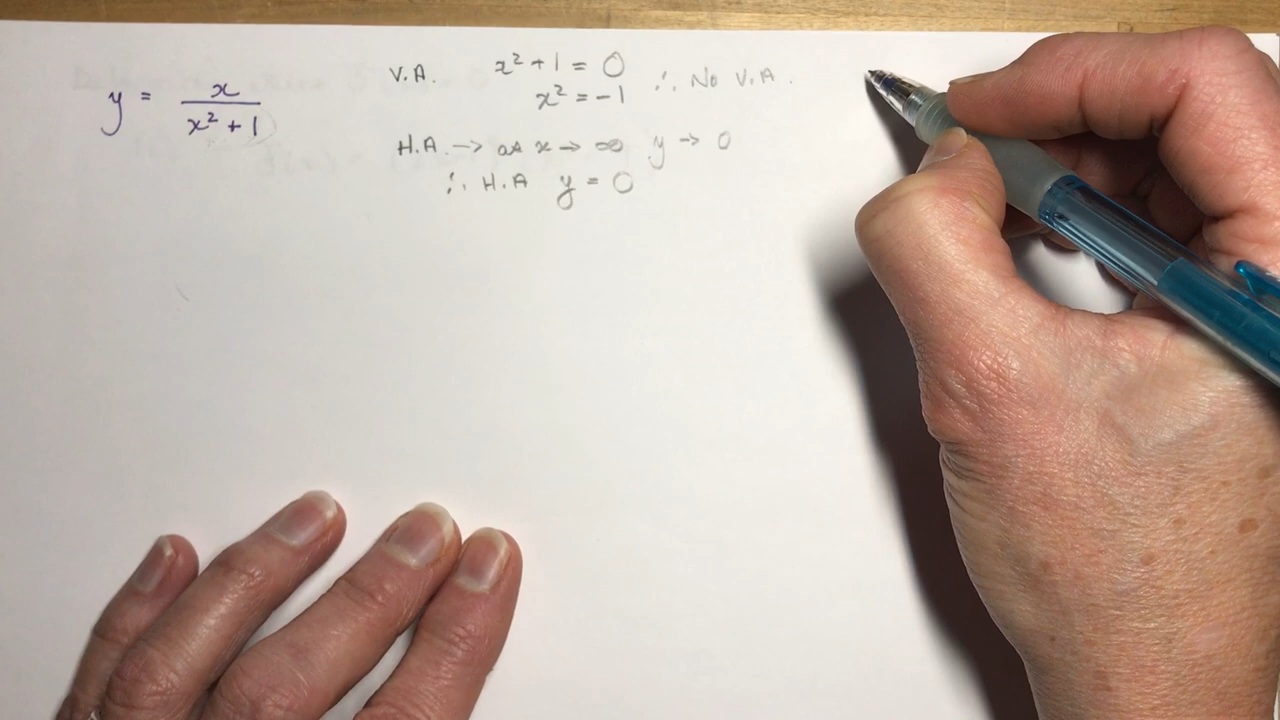 y = x / (x² + 1)
V.A. x² + 1 = 0
x² = -1 ∴ No V.A.
H.A. → as x → ∞ y → 0
∴ H.A y = 0